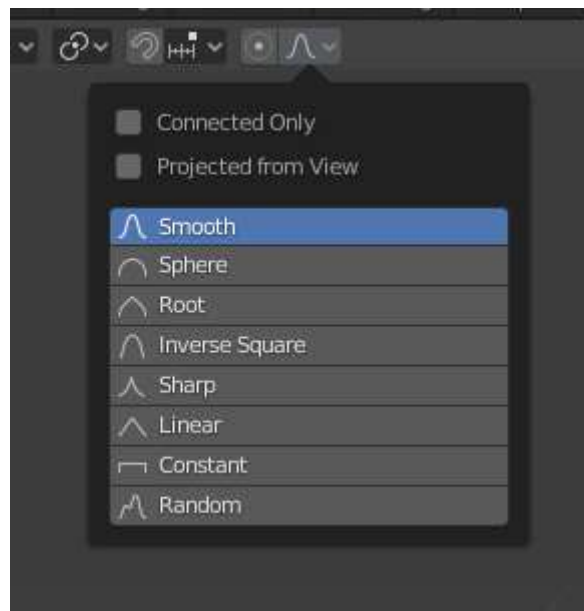 Connected Only
Projected from View
Smooth
Sphere
Root
Inverse Square
Sharp
Linear
Constant
Random